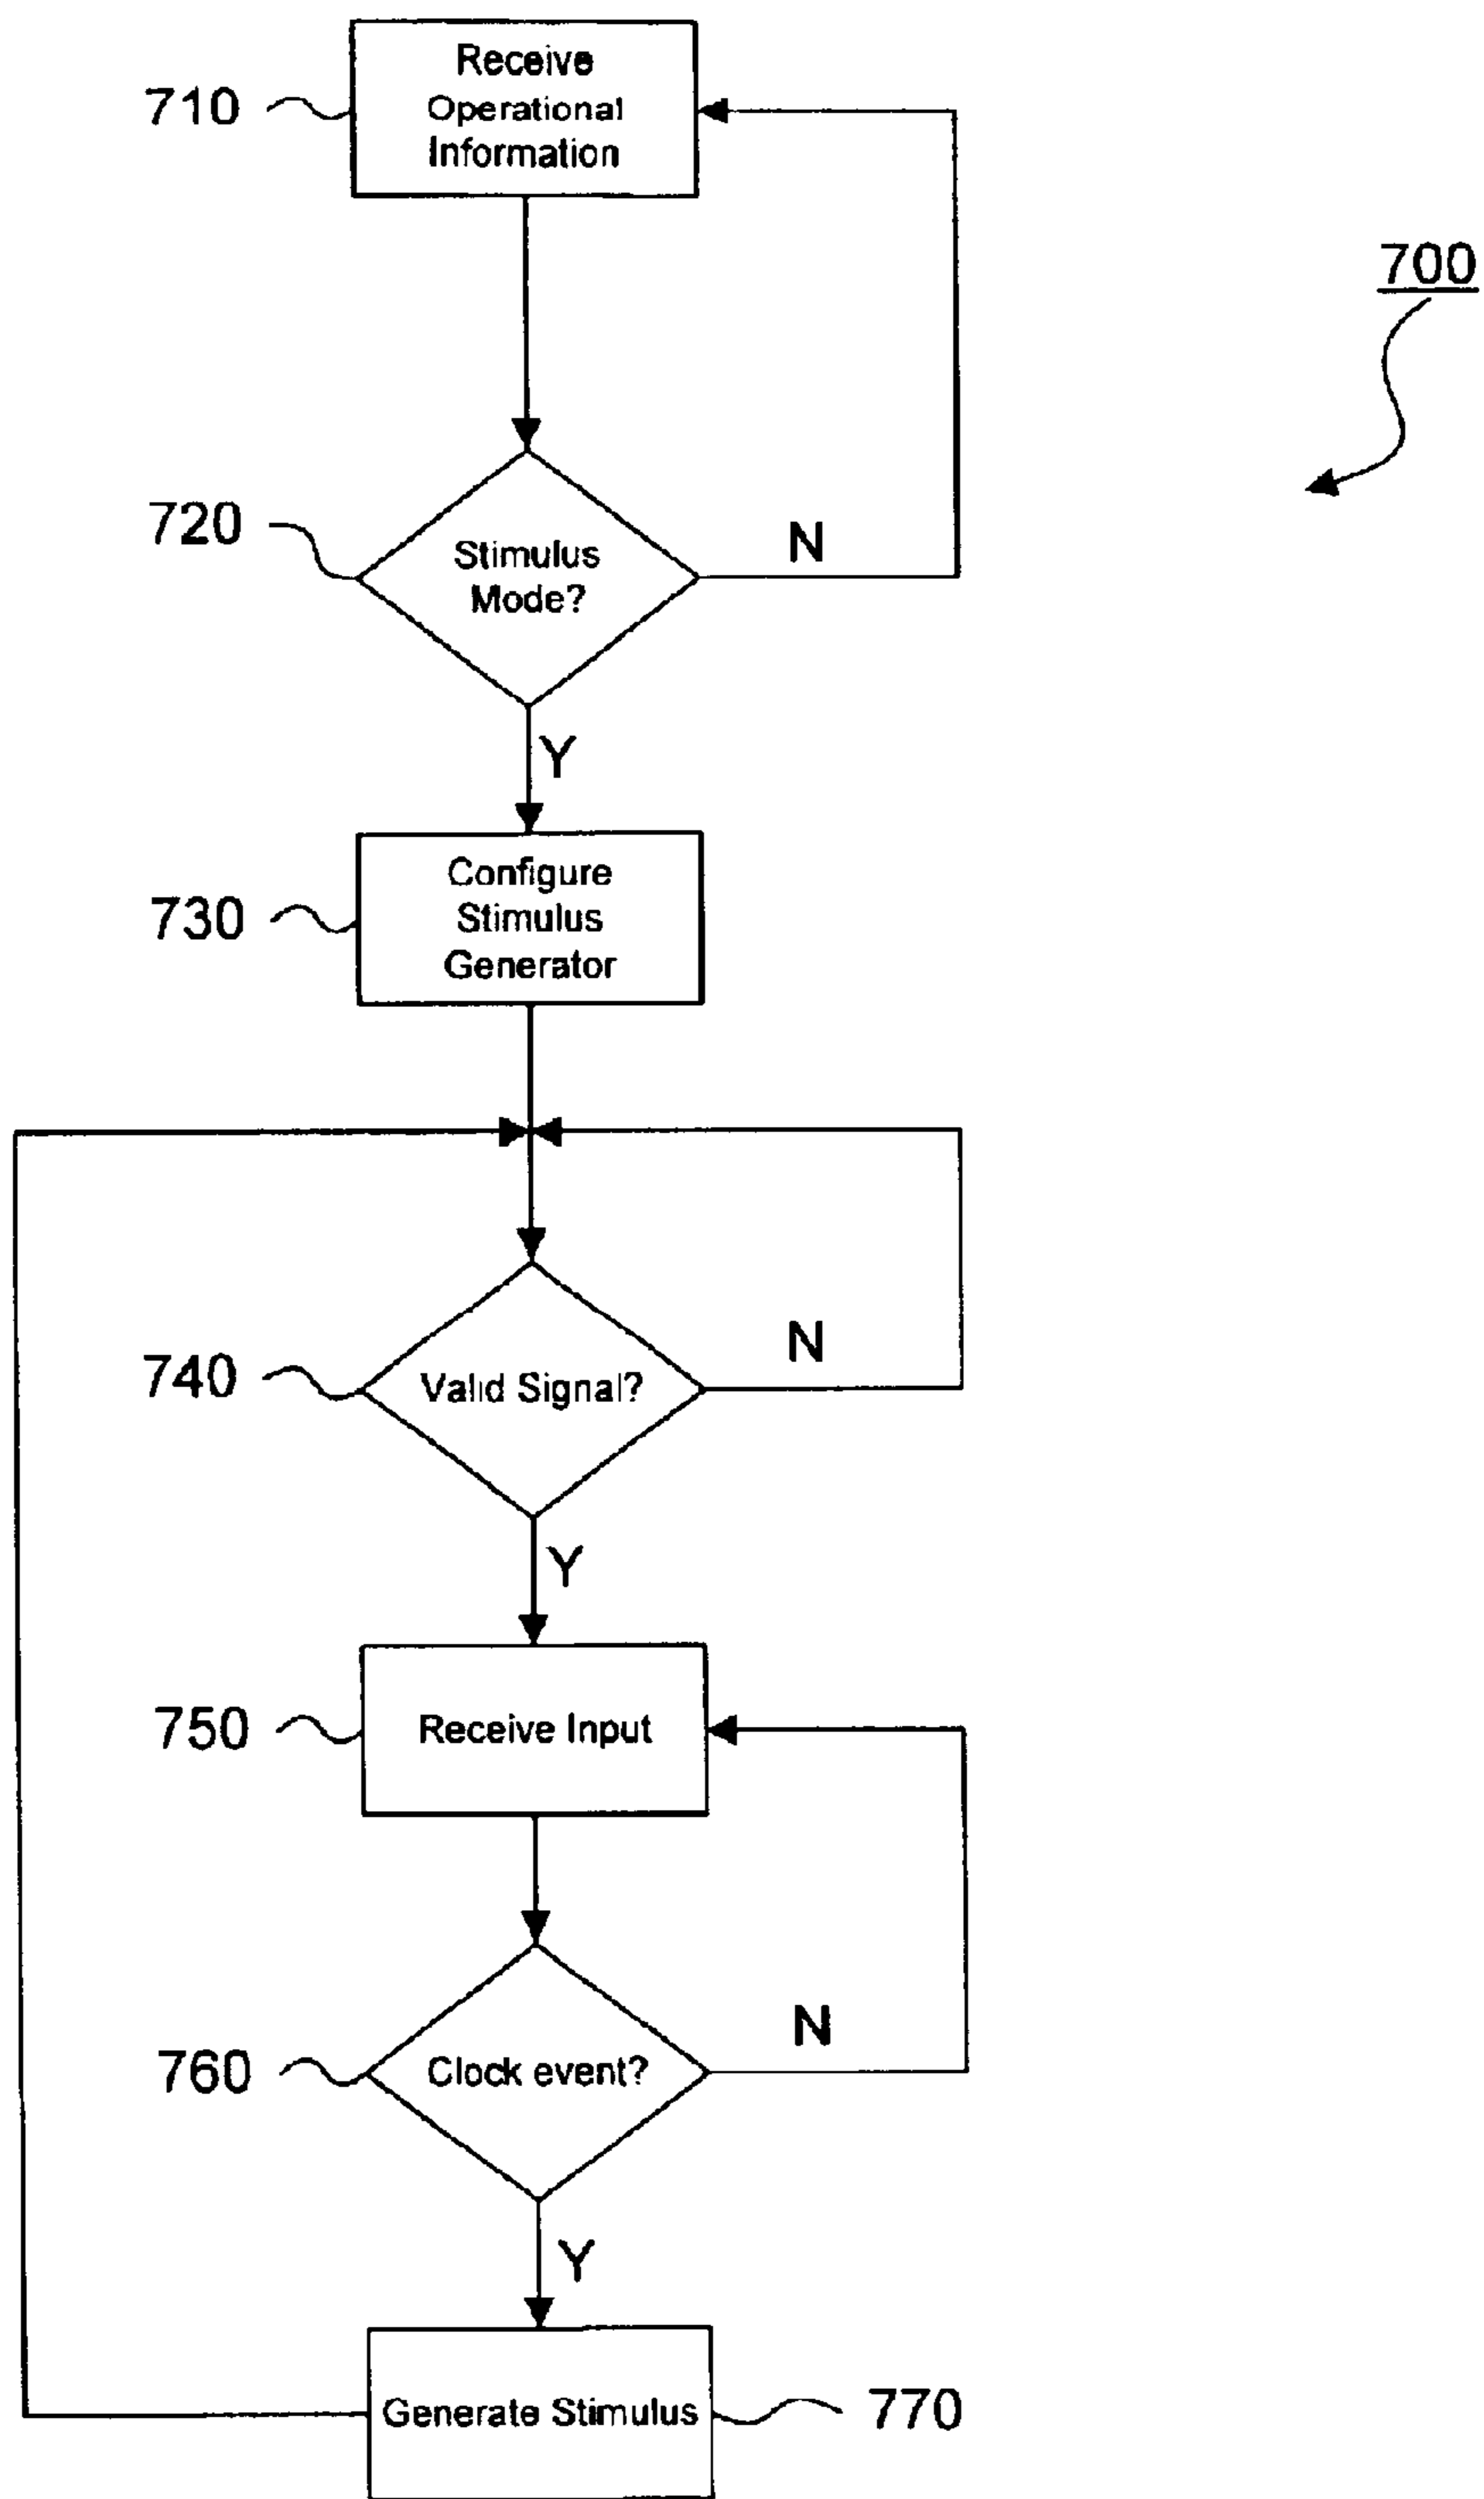 Receive
Operational
Information
710
700
720
Stimulus
Mode?
N
Y
Configure
Stimulus
Generator
730
N
740
Valid Signal?
Y
750
Receive Input
N
760
Clock event?
Y
Generate Stimulus
770